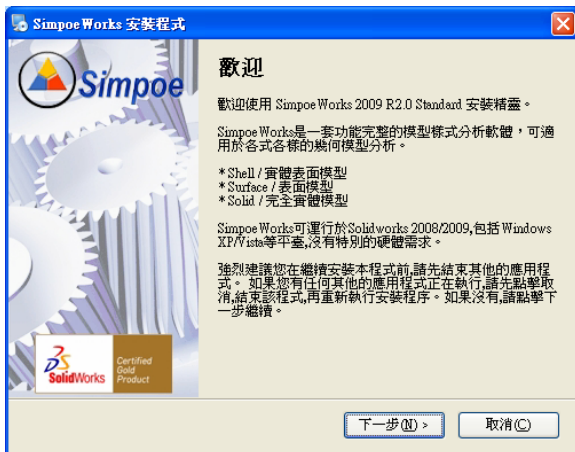 SimpoeWorks 安裝程式
Simpoe
歡迎
歡迎使用 SimpoeWorks 2009 R2.0 Standard 安裝精靈。
SimpoeWorks是一套功能完整的模型樣式分析軟體，可適
用於各式各樣的幾何模型分析。
*Shell / 實體表面模型
*Surface / 表面模型
*Solid / 完全實體模型
SimpoeWorks可運行於Solidworks 2008/2009,包括 Windows
XP/Vista等平臺,沒有特別的硬體需求。
強烈建議您在繼續安裝本程式前,請先結束其他的應用程
式。 如果您有任何其他的應用程式正在執行,請先點擊取
消,結束該程式,再重新執行安裝程序。如果沒有,請點擊下
一步繼續。
SolidWorks
Certified
Gold
Product
下一步(N) >
取消(C)